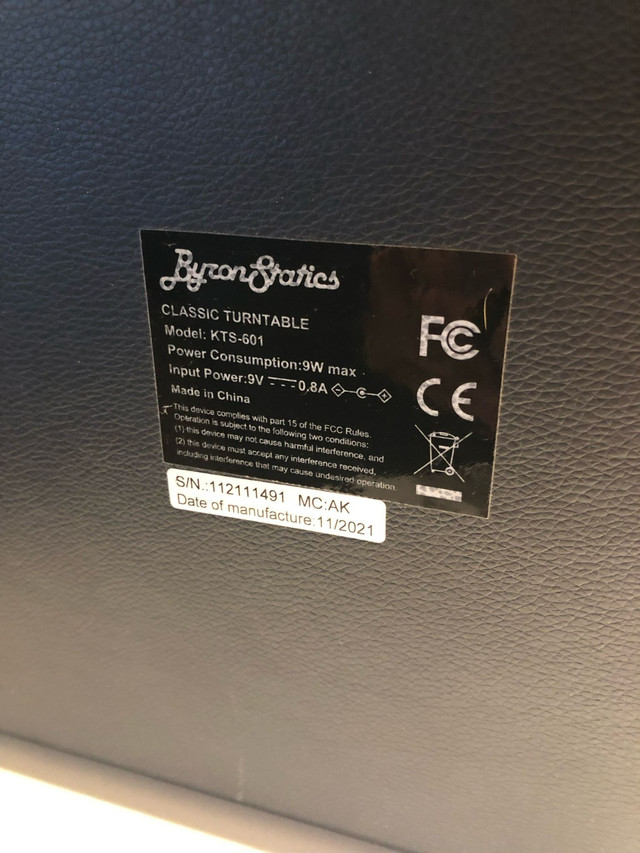 ByronStatics
CLASSIC TURNTABLE
Model: KTS-601
Power Consumption:9W max
Input Power:9V 0.8A
Made in China
This device complies with part 15 of the FCC Rules.
Operation is subject to the following two conditions:
(1) this device may not cause harmful interference, and
(2) this device must accept any interference received,
including interference that may cause undesired operation.
FC
CE
S/N.:112111491 MC:AK
Date of manufacture:11/2021